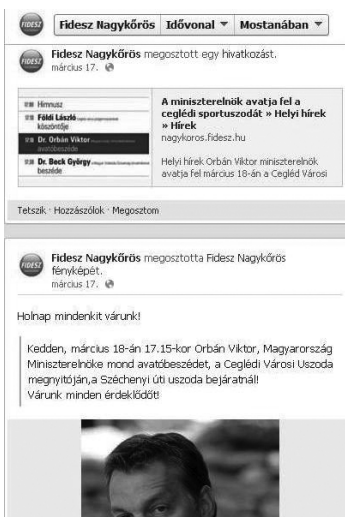 FIDESZ Fidesz Nagykőrös Idővonal Mostanában
FIDESZ
Fidesz Nagykőrös megosztott egy hivatkozást.
március 17.
Himnusz
Földi László
köszöntője
Dr. Orbán Viktor
avatóbeszéde
Dr. Beck György
beszéde
A miniszterelnök avatja fel a
ceglédi sportuszodát » Helyi hírek
» Hírek
nagykoros.fidesz.hu
Helyi hírek Orbán Viktor miniszterelnök
avatja fel március 18-án a Cegléd Városi
Tetszik · Hozzászólok · Megosztom
FIDESZ
Fidesz Nagykőrös megosztotta Fidesz Nagykőrös
fényképét.
március 17.
Holnap mindenkit várunk!
Kedden, március 18-án 17.15-kor Orbán Viktor, Magyarország
Miniszterelnöke mond avatóbeszédet, a Ceglédi Városi Uszoda
megnyitóján,a Széchenyi úti uszoda bejáratnál!
Várunk minden érdeklődőt!